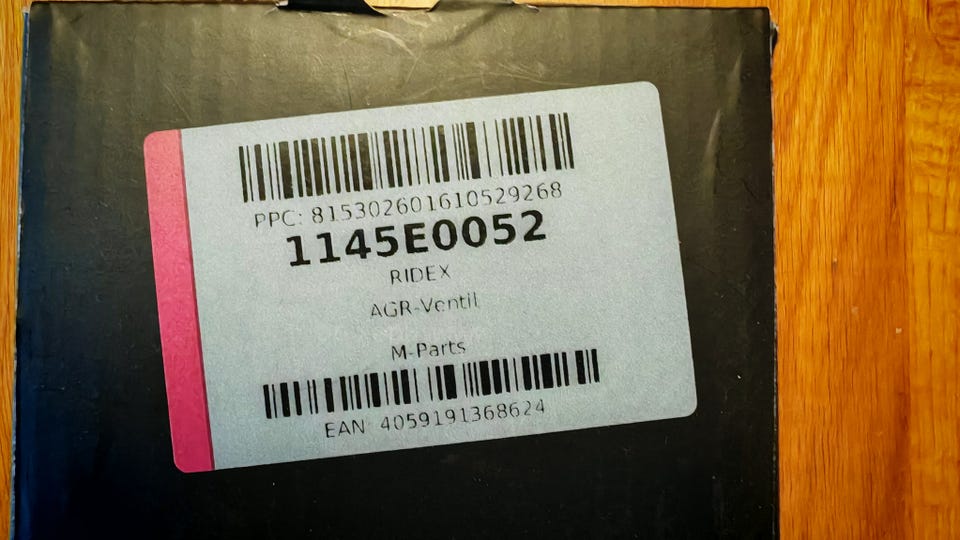 PPC: 815302601610529268
1145E0052
RIDEX
AGR-Ventil
M-Parts
EAN: 4059191368624